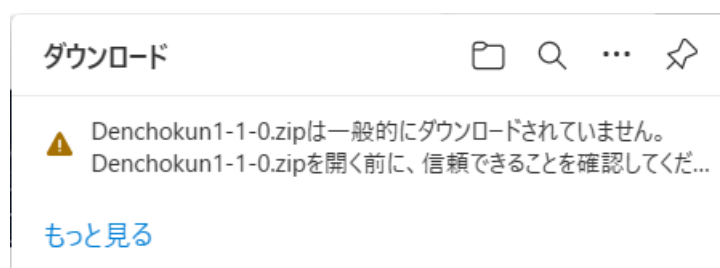 ダウンロード
Denchokun1-1-0.zipは一般的にダウンロードされていません。
Denchokun1-1-0.zipを開く前に、信頼できることを確認してくだ...
もっと見る